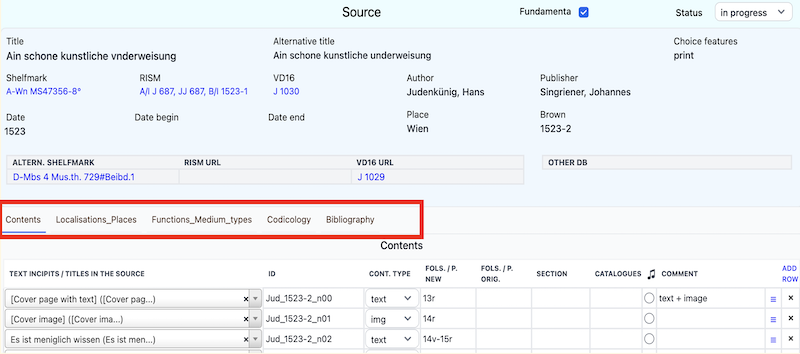 Source
Fundamenta
Status
in progress
Title
Alternative title
Choice features
Ain schone kunstliche vnderweisung
Ain schone kunstliche underweisung
print
Shelfmark
RISM
VD16
Author
Publisher
A-Wn MS47356-8°
A/I J 687, JJ 687, B/I 1523-1
J 1030
Judenkünig, Hans
Singriener, Johannes
Date
Date begin
Date end
Place
Brown
1523
Wien
1523-2
ALTERN. SHELFMARK
RISM URL
VD16 URL
OTHER DB
D-Mbs 4 Mus.th. 729#Beibd.1
J 1029
Contents
Localisations_Places
Functions_Medium_types
Codicology
Bibliography
Contents
TEXT INCIPITS / TITLES IN THE SOURCE
ID
CONT. TYPE
FOLS. / P. NEW
FOLS. / P. ORIG.
SECTION
CATALOGUES
COMMENT
ADD ROW
[Cover page with text] ([Cover pag...)
Jud_1523-2_n00
text
13r
text + image
[Cover image] ([Cover ima...)
Jud_1523-2_n01
img
14r
Es ist meniglich wissen (Es ist men...)
Jud_1523-2_n02
text
14v-15r